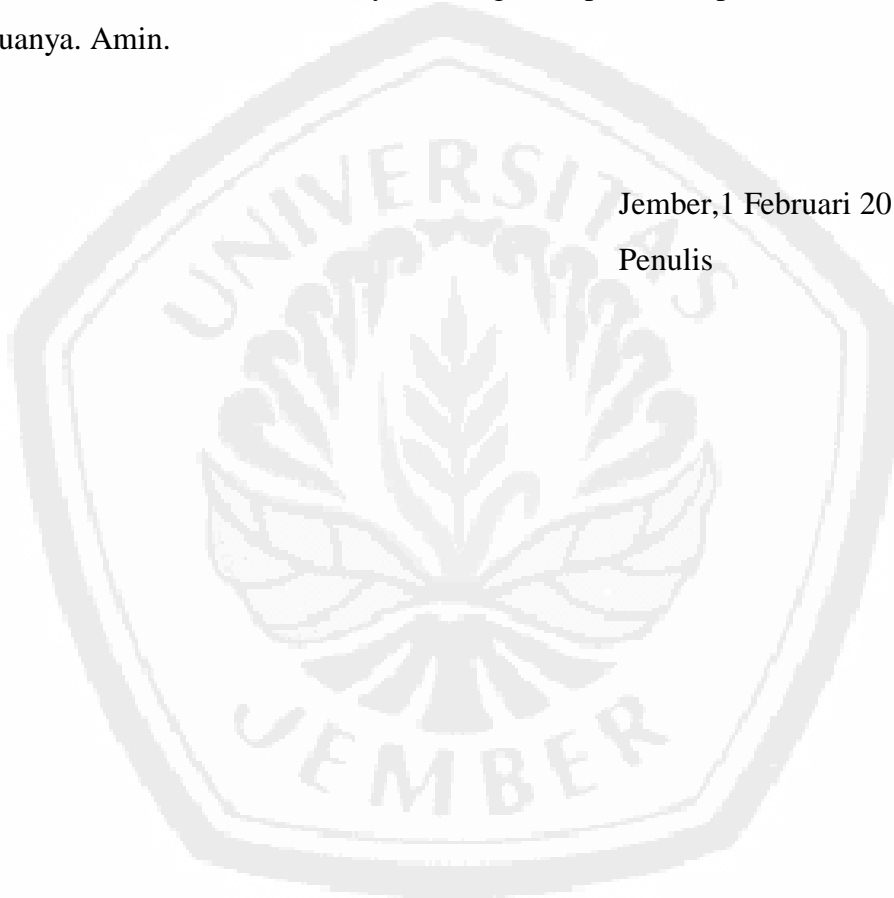 uanya. Amin.
UNIVERSITAS
Jember,1 Februari 20
Penulis
JEMBER